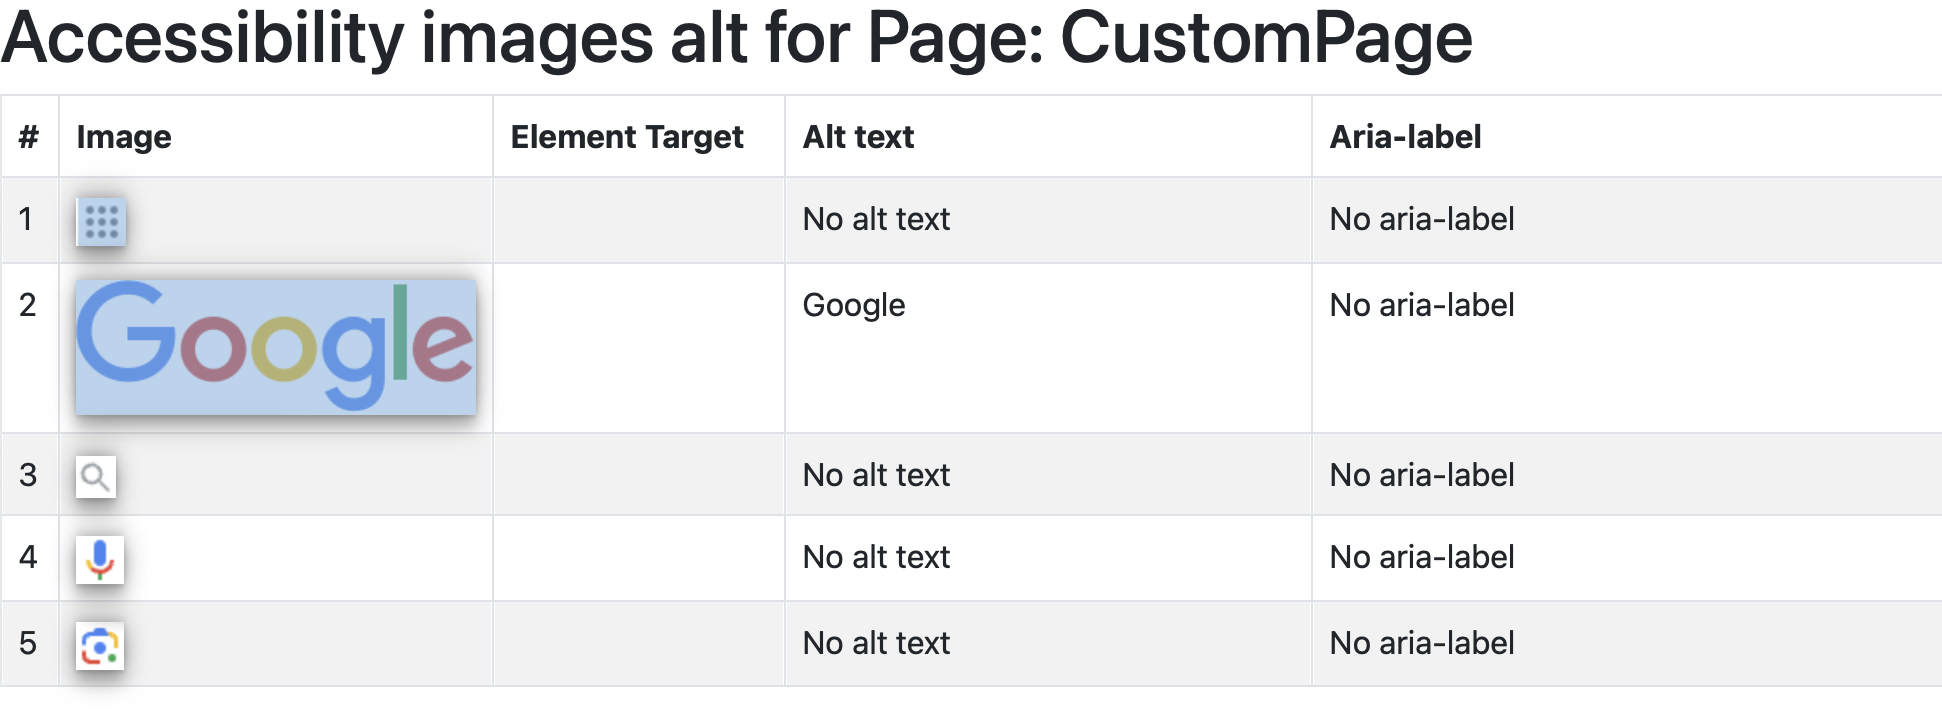 Accessibility images alt for Page: CustomPage
# Image Element Target Alt text Aria-label
1 No alt text No aria-label
2 Google Google No aria-label
3 No alt text No aria-label
4 No alt text No aria-label
5 No alt text No aria-label